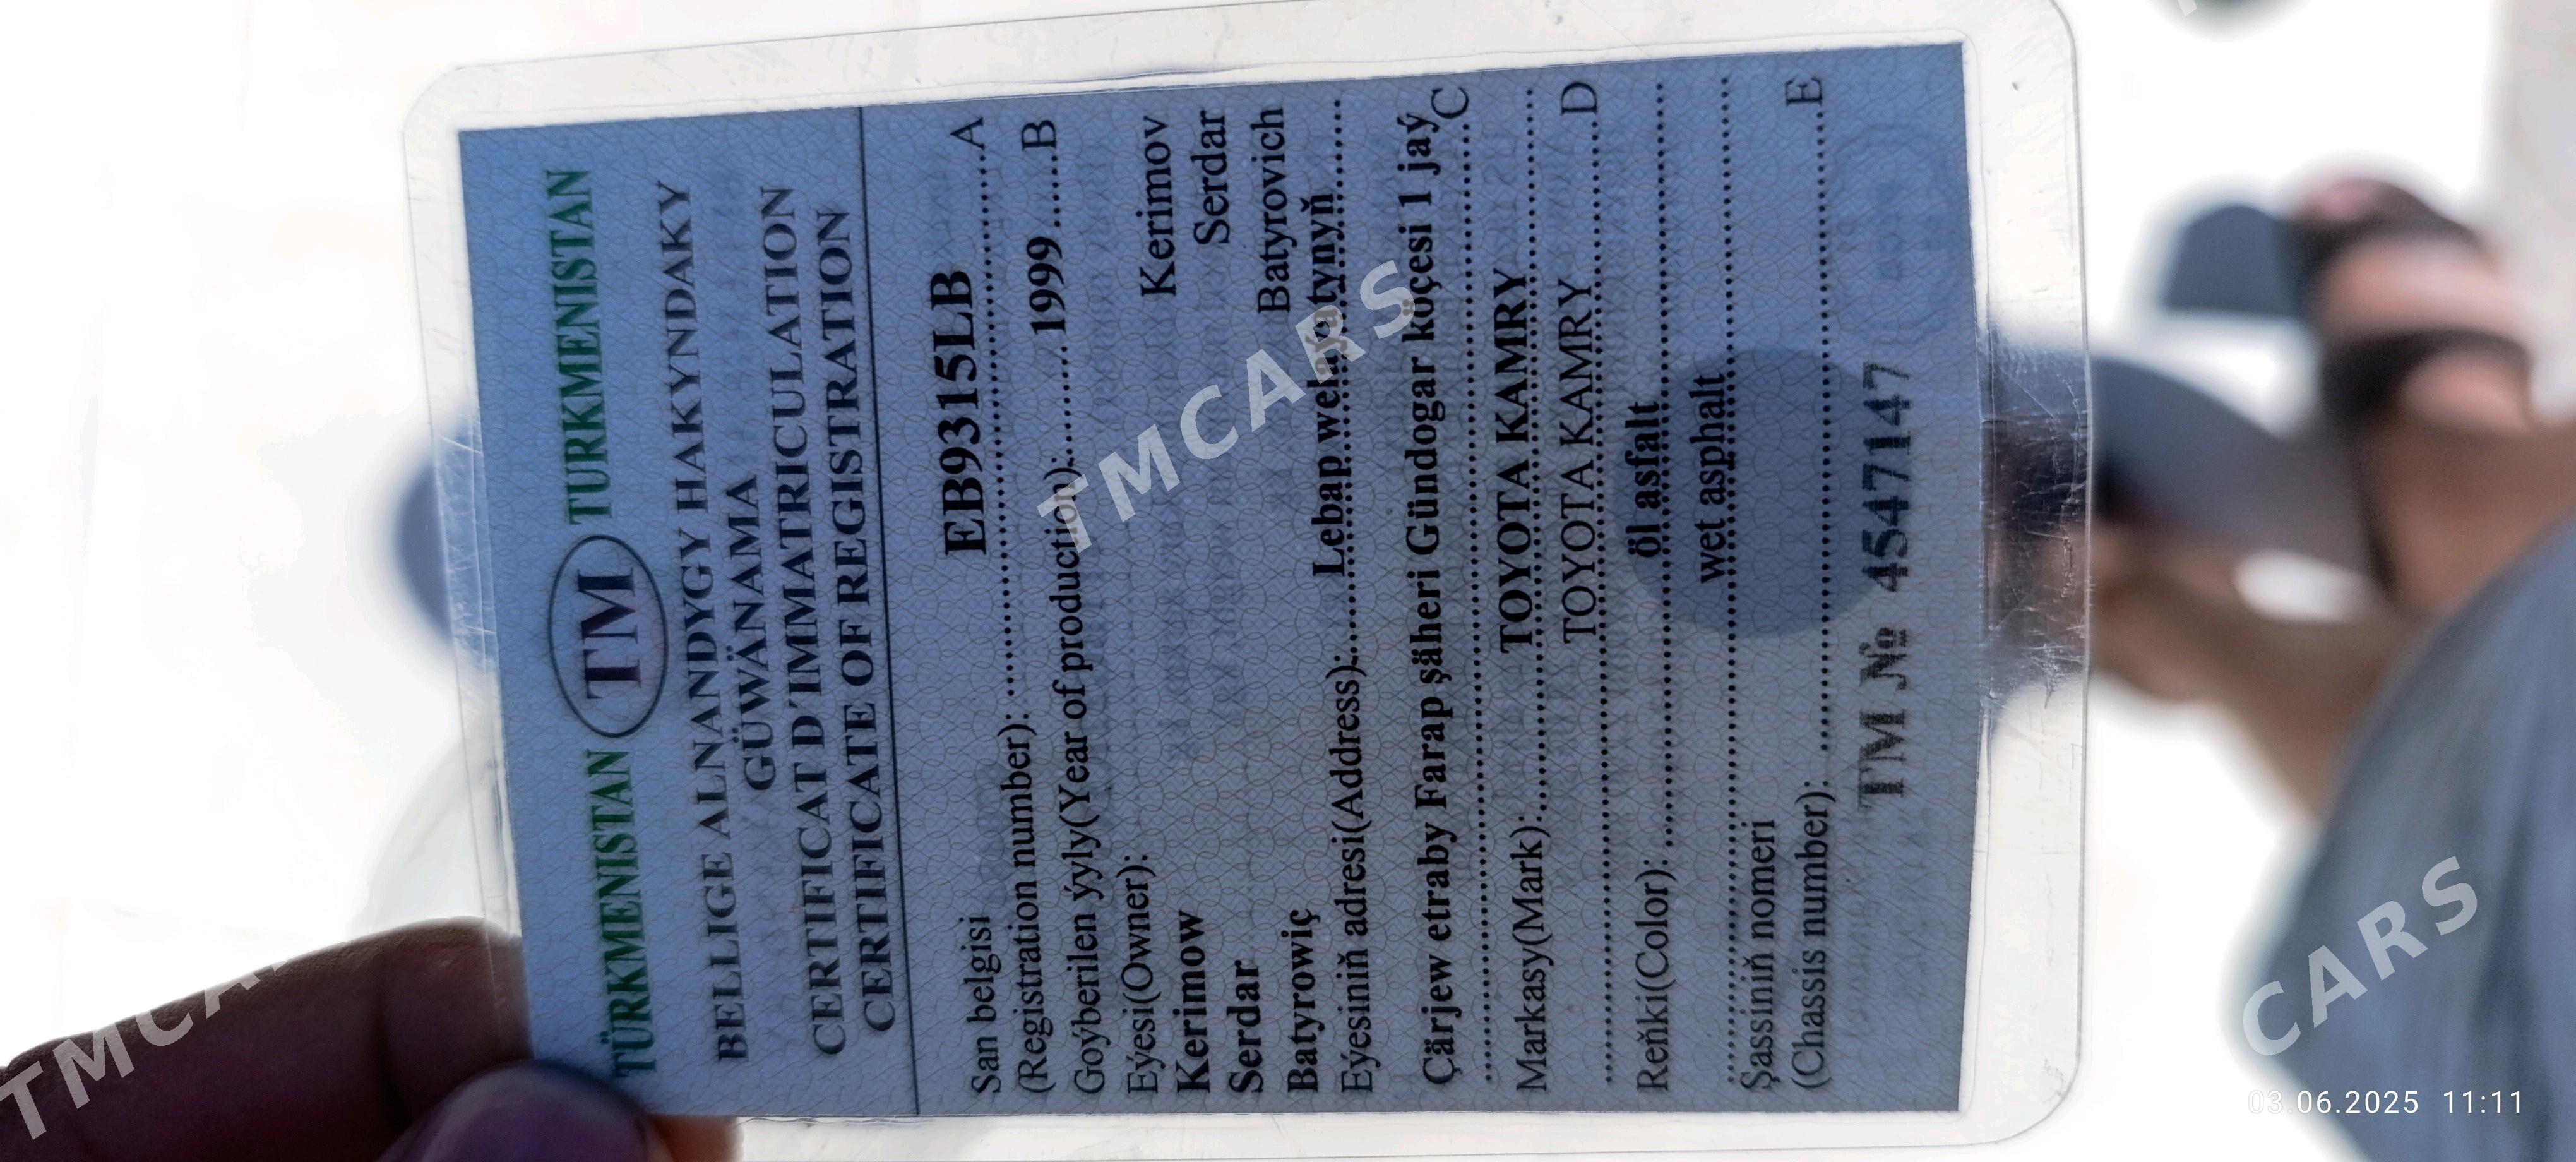 TÜRKMENISTAN TM TURKMENISTAN
BELLIGE ALNANDYGY HAKYNDAKY
GÜWÄNAMA
CERTIFICAT D'IMMATRICULATION
CERTIFICATE OF REGISTRATION
San belgisi EB9315LB
(Registration number): A
Goýberilen ýyly(Year of production): 1999 B
Eýesi(Owner):
Kerimow Kerimov
Serdar Serdar
Batyrowiç Batyrovich
Eýesiniň adresi(Address): Lebap welaýatynyň
Çärjew etraby Farap şäheri Gündogar köçesi 1 jaý
C
Markasy(Mark): TOYOTA KAMRY
TOYOTA KAMRY D
Reňki(Color): öl asfalt
wet asphalt
Şassiniň nomeri
(Chassis number): E
TM № 4547147
TMCARS
TMCA
CARS
03.06.2025 11:11